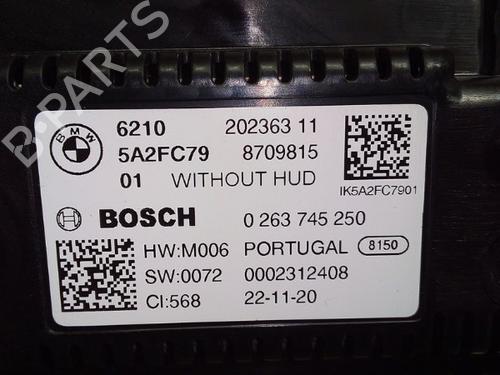 B-PARTS
BMW
6210 202363 11
5A2FC79 8709815
01 WITHOUT HUD
IK5A2FC7901
BOSCH 0 263 745 250
HW:M006 PORTUGAL 8150
SW:0072 0002312408
CI:568 22-11-20